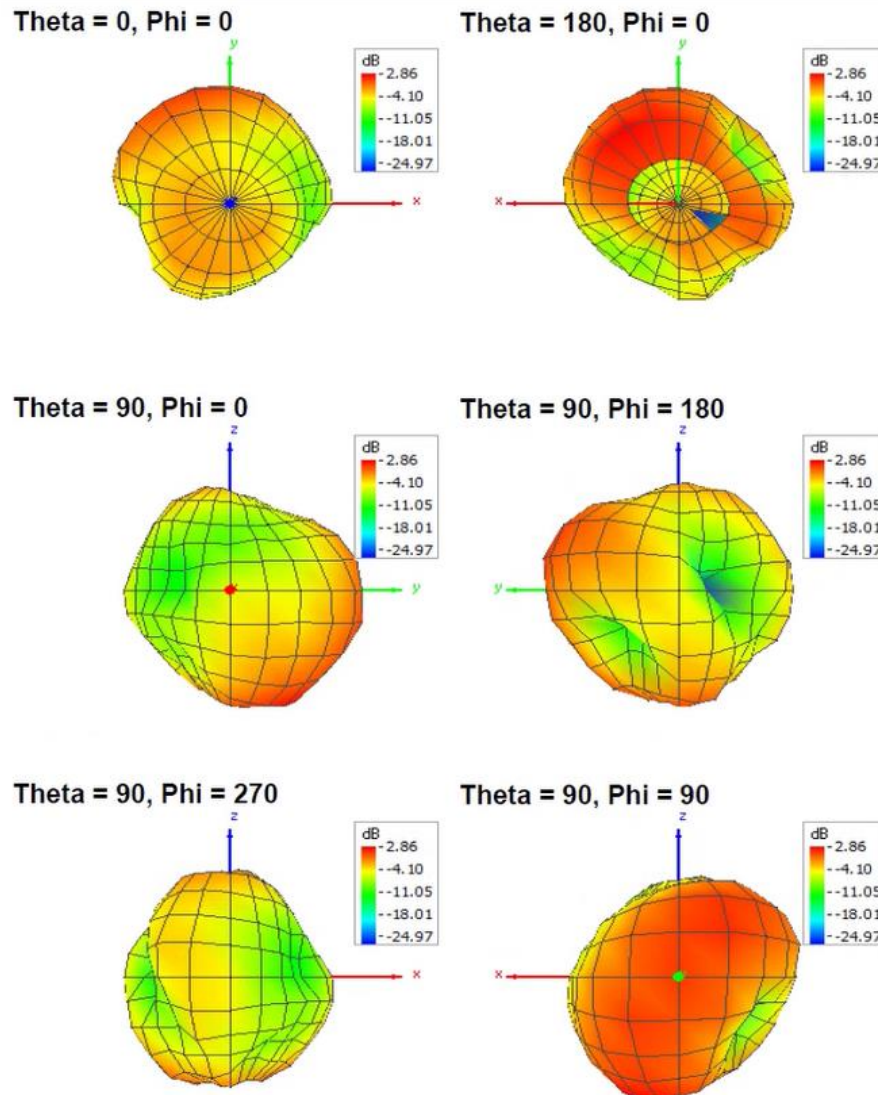 Theta = 0, Phi = 0
y
dB
2.86
-4.10
-11.05
-18.01
-24.97
x
Theta = 180, Phi = 0
y
dB
2.86
-4.10
-11.05
-18.01
-24.97
x
Theta = 90, Phi = 0
z
dB
2.86
-4.10
-11.05
-18.01
-24.97
y
Theta = 90, Phi = 180
z
dB
2.86
-4.10
-11.05
-18.01
-24.97
y
Theta = 90, Phi = 270
z
dB
2.86
-4.10
-11.05
-18.01
-24.97
x
Theta = 90, Phi = 90
z
dB
2.86
-4.10
-11.05
-18.01
-24.97
x